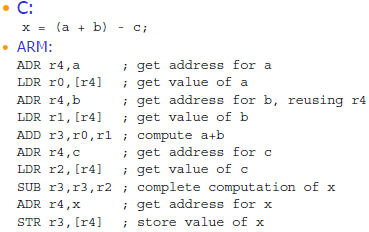 • C:
x = (a + b) - c;
• ARM:
ADR r4,a ; get address for a
LDR r0,[r4] ; get value of a
ADR r4,b ; get address for b, reusing r4
LDR r1,[r4] ; get value of b
ADD r3,r0,r1 ; compute a+b
ADR r4,c ; get address for c
LDR r2,[r4] ; get value of c
SUB r3,r3,r2 ; complete computation of x
ADR r4,x ; get address for x
STR r3,[r4] ; store value of x